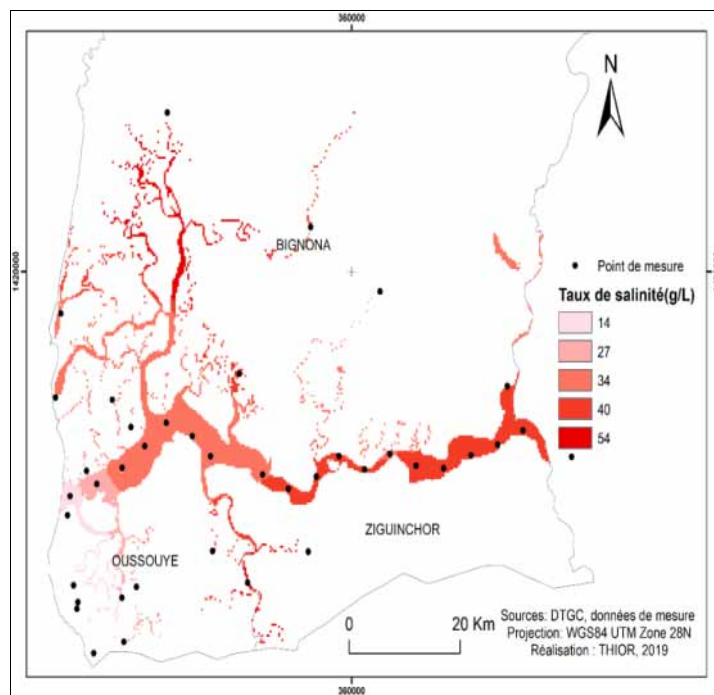 360000
N
BIGNONA
1420000
Point de mesure
Taux de salinité(g/L)
14
27
34
40
54
ZIGUINCHOR
OUSSOUYE
0
20 Km
Sources: DTGC, données de mesure
Projection: WGS84 UTM Zone 28N
Réalisation : THIOR, 2019
360000